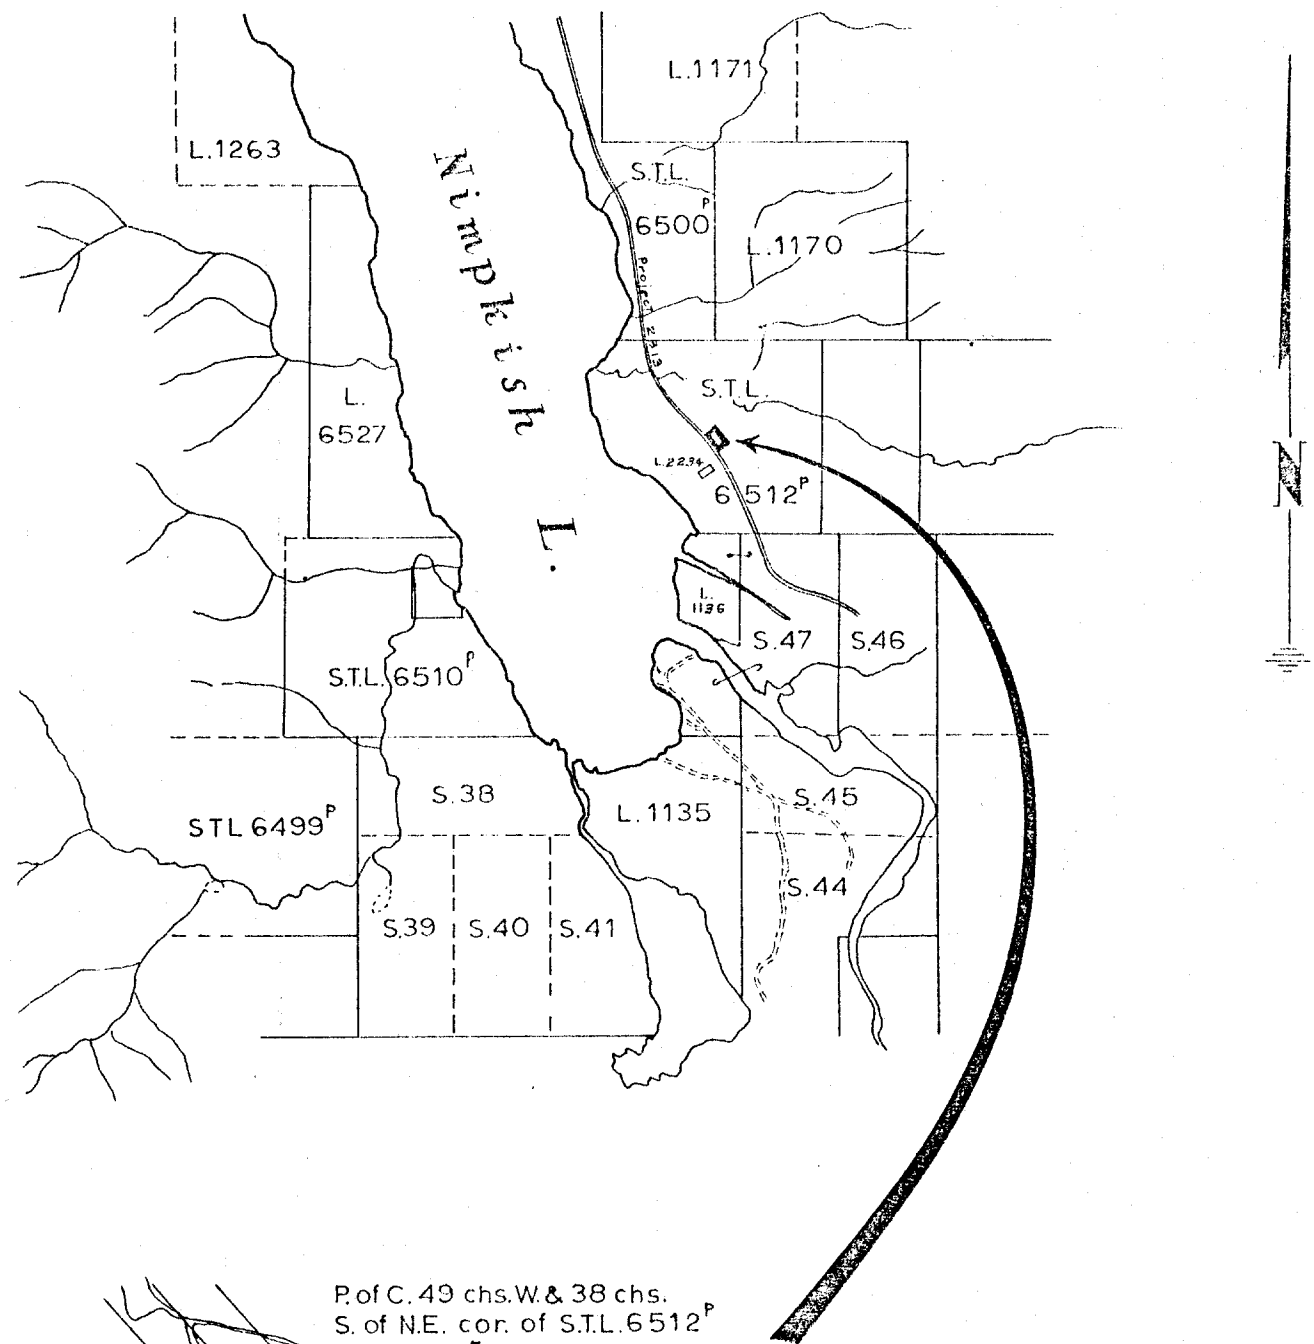 L.1171
L.1263
Nimpkish L.
S.T.L.
6500ᴾ
L.1170
Project 2313
L.
6527
S.T.L.
L.2234
6512ᴾ
N
L.
1136
S.47
S.46
S.T.L. 6510ᴾ
S.38
S.45
STL 6499ᴾ
L.1135
S.44
S.39
S.40
S.41
P. of C. 49 chs. W. & 38 chs.
S. of N.E. cor. of S.T.L. 6512ᴾ